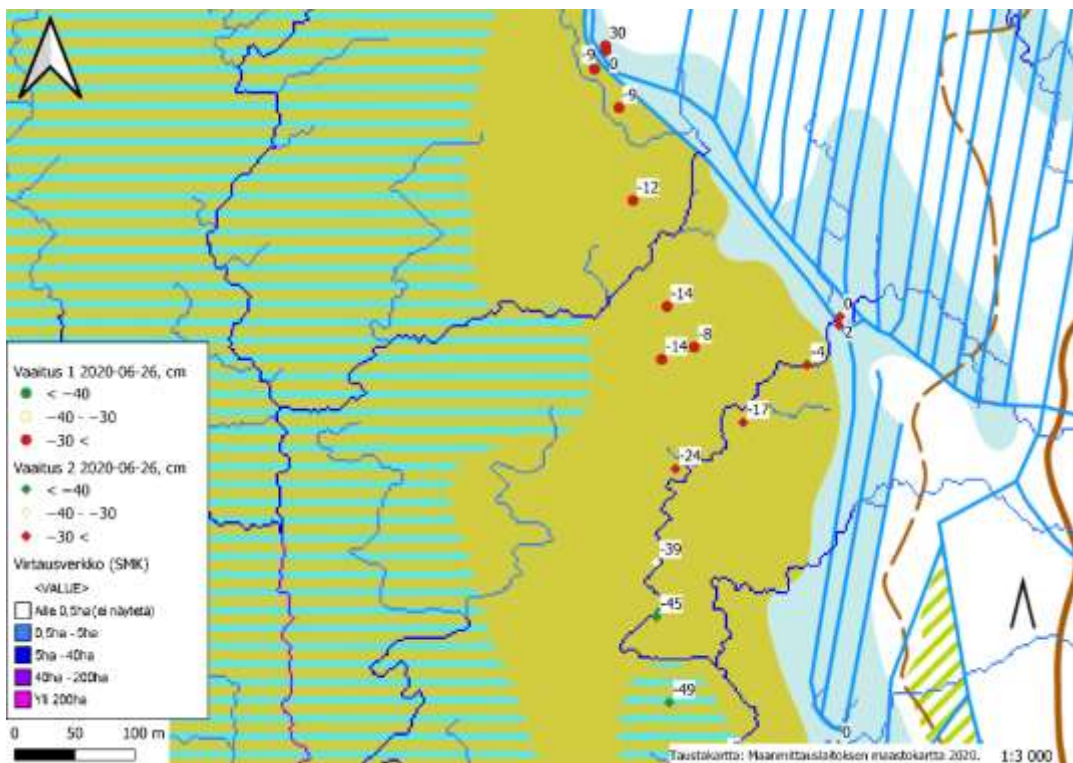 30
-9
0
-9
-12
-14
0
-8
2
-14
-4
-17
-24
-39
-45
-49
0
Vaaitus 1 2020-06-26, cm
< −40
−40 - −30
−30 <
Vaaitus 2 2020-06-26, cm
< −40
−40 - −30
−30 <
Virtausverkko (SMK)
<VALUE>
Alle 0,5ha (ei näytetä)
0,5ha - 5ha
5ha -40ha
40ha -200ha
Yli 200ha
0 50 100 m
Taustakartta: Maanmittauslaitoksen maastokartta 2020. 1:3 000